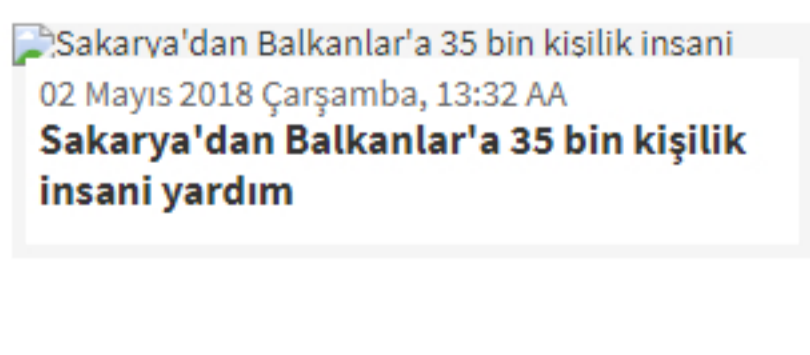 Sakarya'dan Balkanlar'a 35 bin kişilik insani
02 Mayıs 2018 Çarşamba, 13:32 AA
Sakarya'dan Balkanlar'a 35 bin kişilik
insani yardım